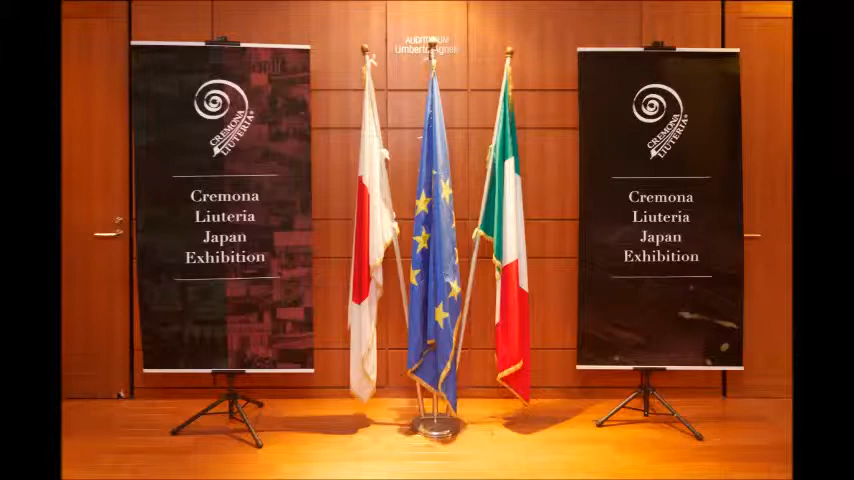 AUDITORIUM
Umberto Agnelli
CREMONA
LIUTERIA
Cremona
Liuteria
Japan
Exhibition
CREMONA
LIUTERIA
Cremona
Liuteria
Japan
Exhibition